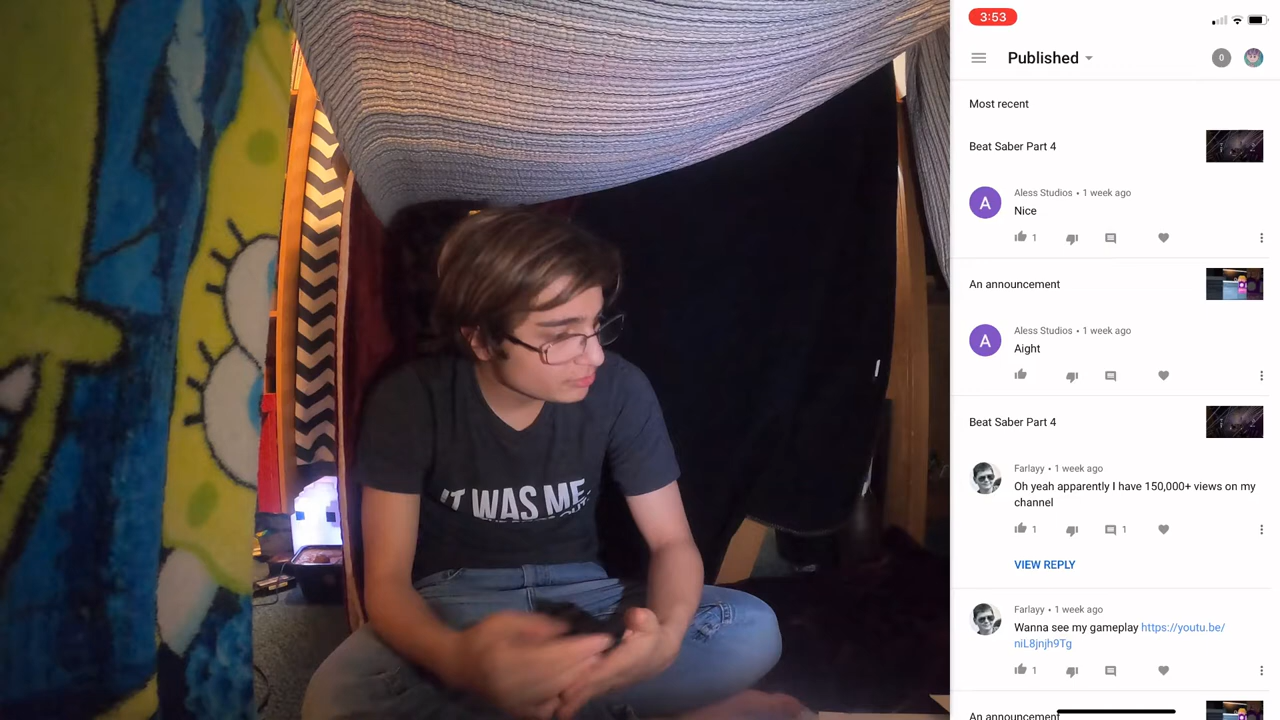 3:53
Published
0
Most recent
Beat Saber Part 4
Aless Studios • 1 week ago
A
Nice
1
An announcement
Aless Studios • 1 week ago
A
Aight
Beat Saber Part 4
Farlayy • 1 week ago
Oh yeah apparently I have 150,000+ views on my
channel
1
1
VIEW REPLY
Farlayy • 1 week ago
Wanna see my gameplay https://youtu.be/
niL8jnjh9Tg
1
An announcement
IT WAS ME